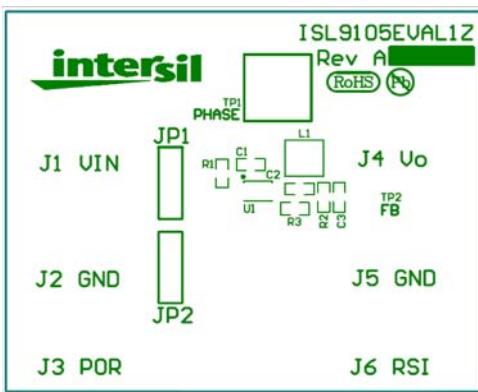 ISL9105EVAL1Z
intersil
Rev A
RoHS
Pb
TP1
PHASE
JP1
L1
J1 VIN
R1
C1
C2
J4 Vo
TP2
FB
U1
R3
R2
C3
J2 GND
J5 GND
JP2
J3 POR
J6 RSI